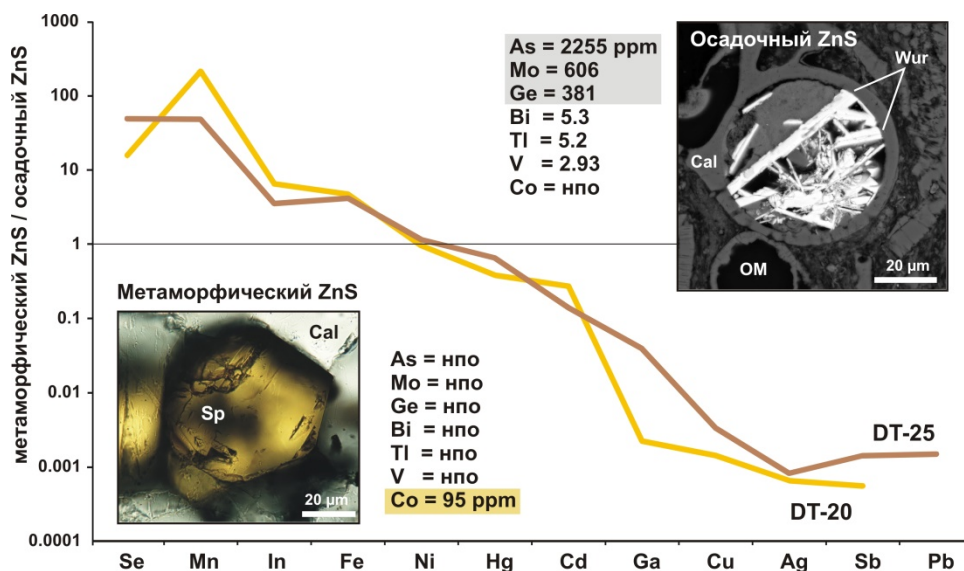 метаморфический ZnS / осадочный ZnS
1000
100
10
1
0.1
0.01
0.001
0.0001
As = 2255 ppm
Mo = 606
Ge = 381
Bi = 5.3
Tl = 5.2
V = 2.93
Co = нпо
Осадочный ZnS
Wur
Cal
OM
20 µm
Метаморфический ZnS
Cal
Sp
20 µm
As = нпо
Mo = нпо
Ge = нпо
Bi = нпо
Tl = нпо
V = нпо
Co = 95 ppm
DT-25
DT-20
Se Mn In Fe Ni Hg Cd Ga Cu Ag Sb Pb